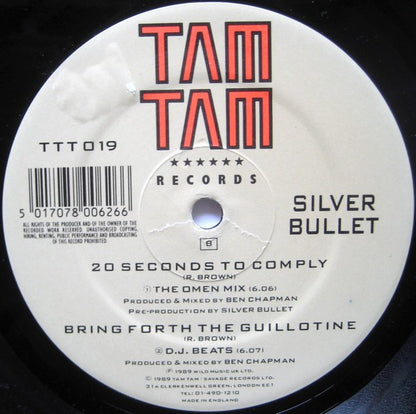 TAM
TAM
★★★★★★
RECORDS
TTT019
5 017078 006266
ALL RIGHTS OF THE PRODUCER AND OF THE OWNER OF THE
RECORDED WORK RESERVED. UNAUTHORISED COPYING,
HIRING, RENTING, PUBLIC PERFORMANCE AND BROADCASTING
OF THIS RECORD PROHIBITED
SILVER
BULLET
B
20 SECONDS TO COMPLY
(R. BROWN)
① THE OMEN MIX (6.06)
PRODUCED & MIXED BY BEN CHAPMAN
PRE-PRODUCTION BY SILVER BULLET
BRING FORTH THE GUILLOTINE
(R. BROWN)
② D.J. BEATS (6.07)
PRODUCED & MIXED BY BEN CHAPMAN
℗ 1989 WILD MUSIC UK LTD.
© 1989 TAM TAM/SAVAGE RECORDS LTD.
21A CLERKENWELL GREEN, LONDON EC1
TEL: 01-490-1210
MADE IN ENGLAND